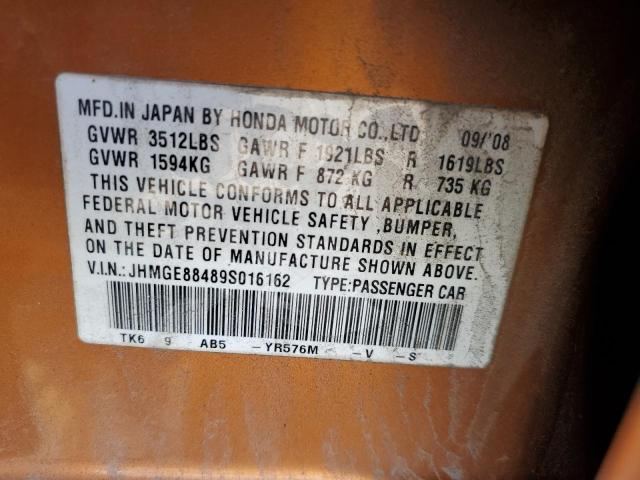 MFD.IN JAPAN BY HONDA MOTOR CO.,LTD 09/'08
GVWR 3512LBS GAWR F 1921LBS R 1619LBS
GVWR 1594KG GAWR F 872 KG R 735 KG
THIS VEHICLE CONFORMS TO ALL APPLICABLE
FEDERAL MOTOR VEHICLE SAFETY ,BUMPER,
AND THEFT PREVENTION STANDARDS IN EFFECT
ON THE DATE OF MANUFACTURE SHOWN ABOVE.
V.I.N.:JHMGE88489S016162 TYPE:PASSENGER CAR
TK6 9 AB5 -YR576M -V -S